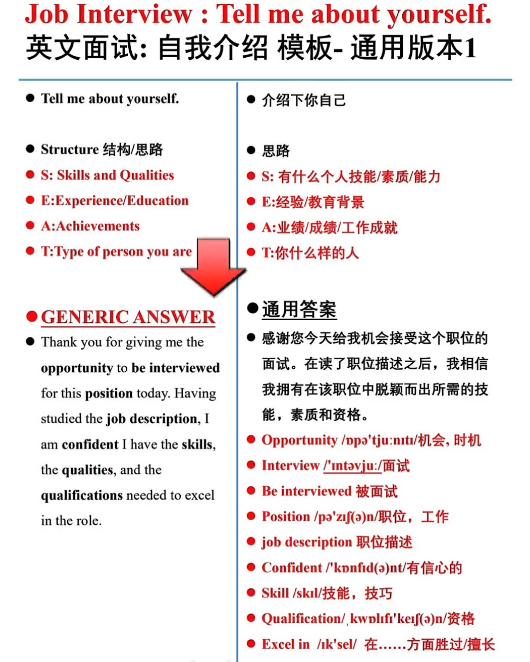 Job Interview : Tell me about yourself.
英文面试: 自我介绍 模板- 通用版本1
● Tell me about yourself.
● Structure 结构/思路
● S: Skills and Qualities
● E:Experience/Education
● A:Achievements
● T:Type of person you are
● GENERIC ANSWER
● Thank you for giving me the
opportunity to be interviewed
for this position today. Having
studied the job description, I
am confident I have the skills,
the qualities, and the
qualifications needed to excel
in the role.
● 介绍下你自己
● 思路
● S: 有什么个人技能/素质/能力
● E:经验/教育背景
● A:业绩/成绩/工作成就
● T:你什么样的人
● 通用答案
● 感谢您今天给我机会接受这个职位的
面试。在读了职位描述之后，我相信
我拥有在该职位中脱颖而出所需的技
能，素质和资格。
● Opportunity /ɒpə'tjuːnɪtɪ/机会, 时机
● Interview /'ɪntəvjuː/面试
● Be interviewed 被面试
● Position /pə'zɪʃ(ə)n/职位，工作
● job description 职位描述
● Confident /'kɒnfɪd(ə)nt/有信心的
● Skill /skɪl/技能，技巧
● Qualification/ˌkwɒlɪfɪ'keɪʃ(ə)n/资格
● Excel in /ɪk'sel/ 在……方面胜过/擅长